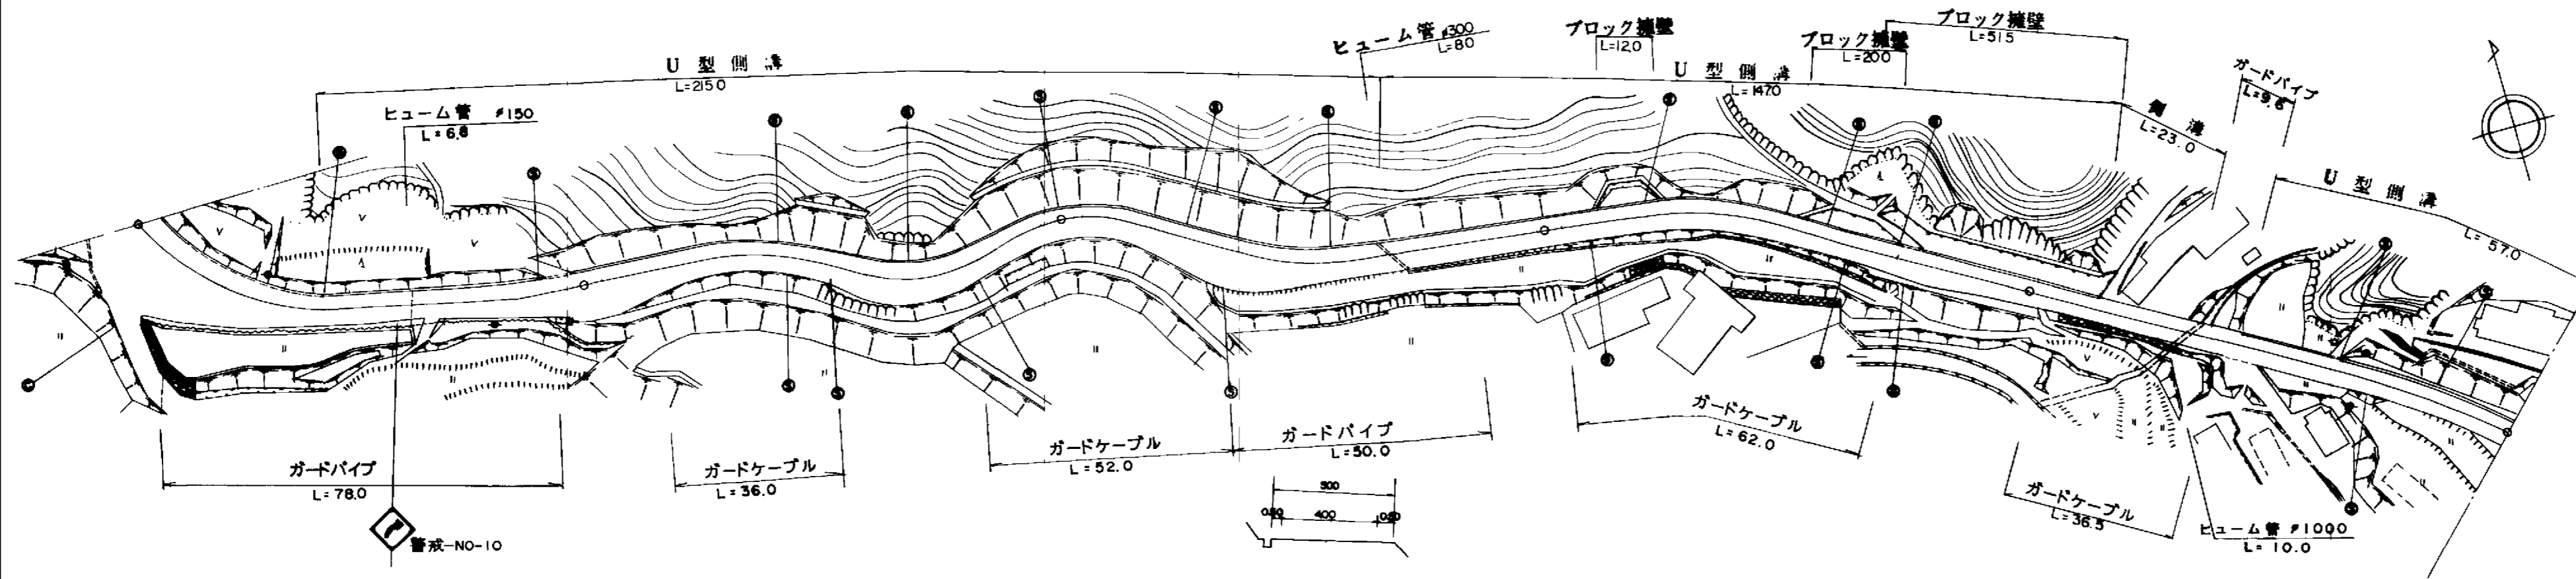 U型側溝
L=215.0
ヒューム管 φ150
L=6.8
ヒューム管 φ300
L=8.0
ブロック擁壁
L=12.0
U型側溝
L=147.0
ブロック擁壁
L=20.0
ブロック擁壁
L=51.5
側溝
L=23.0
ガードパイプ
L=9.6
U型側溝
L=57.0
ガードパイプ
L=78.0
警戒-NO-10
ガードケーブル
L=36.0
ガードケーブル
L=52.0
ガードパイプ
L=50.0
500
0.50 400 0.50
ガードケーブル
L=62.0
ガードケーブル
L=36.5
ヒューム管 φ1000
L=10.0